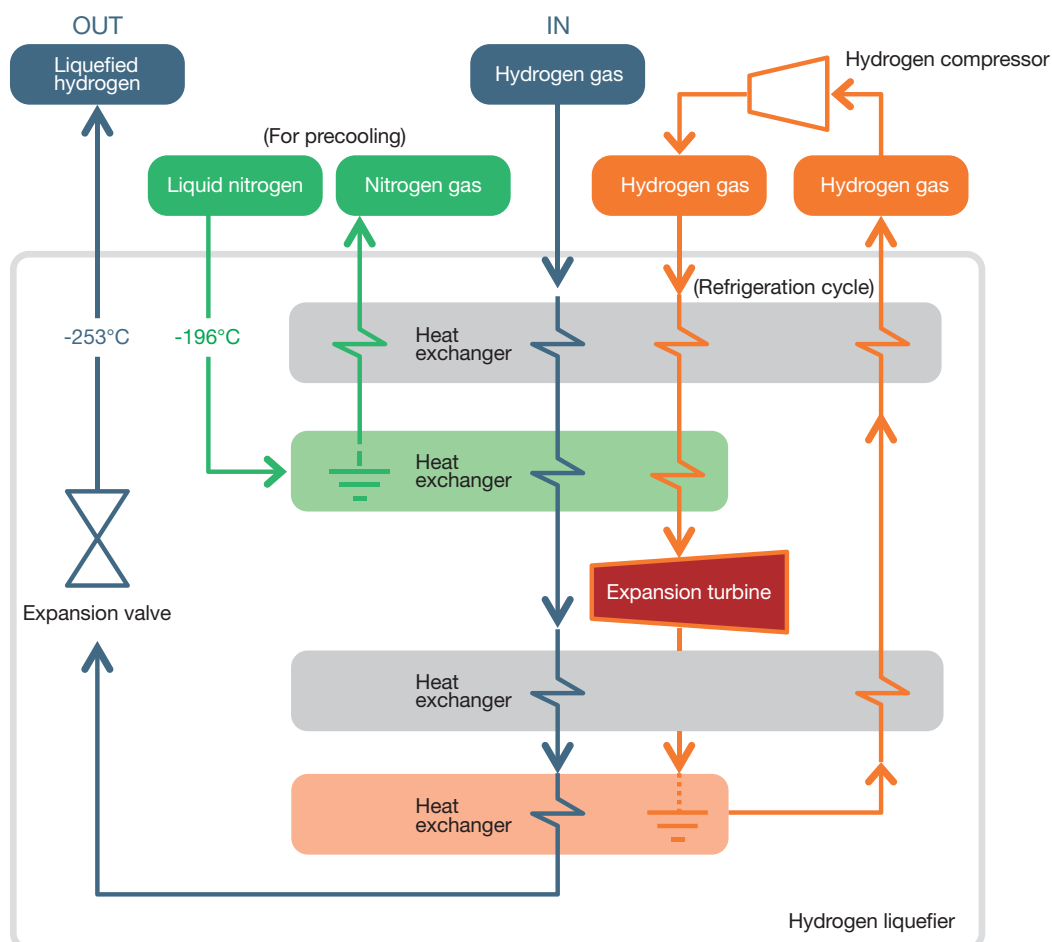 OUT
IN
Liquefied
hydrogen
Hydrogen gas
Hydrogen compressor
(For precooling)
Liquid nitrogen
Nitrogen gas
Hydrogen gas
Hydrogen gas
(Refrigeration cycle)
-253°C
-196°C
Heat
exchanger
Heat
exchanger
Expansion turbine
Expansion valve
Heat
exchanger
Heat
exchanger
Hydrogen liquefier